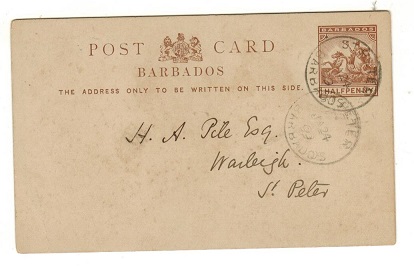 POST CARD
BARBADOS
BARBADOS
THE ADDRESS ONLY TO BE WRITTEN ON THIS SIDE.
HALFPENNY
H. A. Pile Esq.
Warleigh.
St. Peter